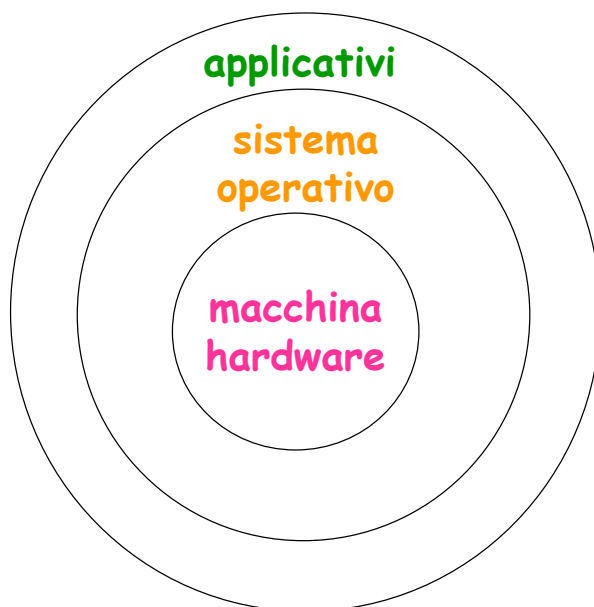 applicativi
sistema
operativo
macchina
hardware